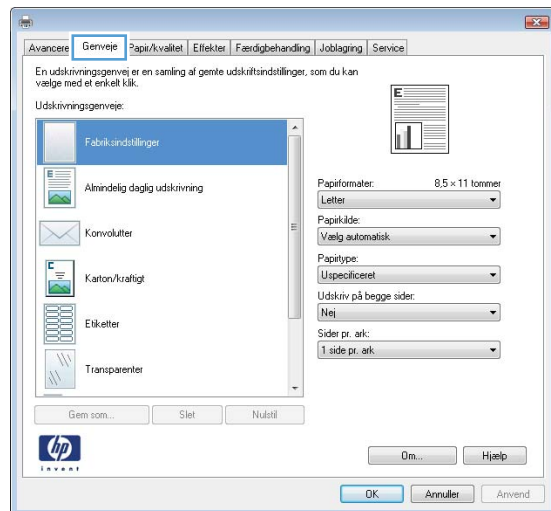 Avancere
Genveje
Papir/kvalitet
Effekter
Færdigbehandling
Joblagring
Service
En udskrivningsgenvej er en samling af gemte udskriftsindstillinger, som du kan
vælge med et enkelt klik.
Udskrivningsgenveje:
Fabriksindstillinger
Almindelig daglig udskrivning
Konvolutter
Karton/kraftigt
Etiketter
Transparenter
Gem som...
Slet
Nulstil
E
Papirformater: 8,5 × 11 tommer
Letter
Papirkilde:
Vælg automatisk
Papirtype:
Uspecificeret
Udskriv på begge sider:
Nej
Sider pr. ark:
1 side pr. ark
hp
invent
Om...
Hjælp
OK
Annuller
Anvend